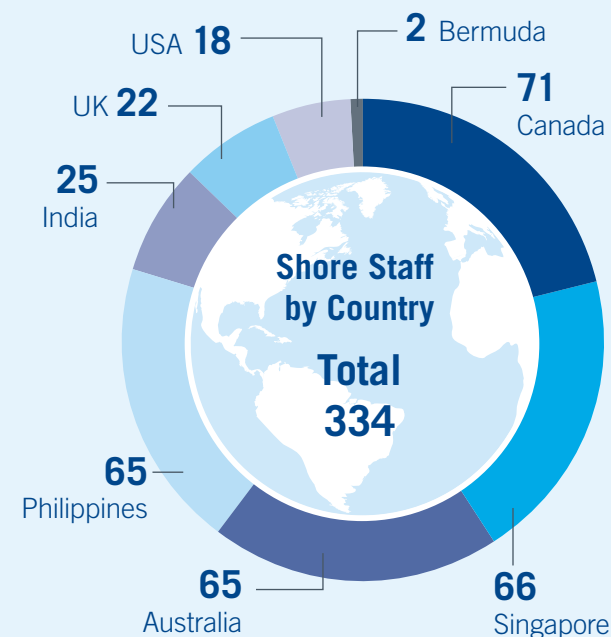 2 Bermuda
USA 18
71
Canada
UK 22
25
India
Shore Staff
by Country
Total
334
65
Philippines
65
Australia
66
Singapore